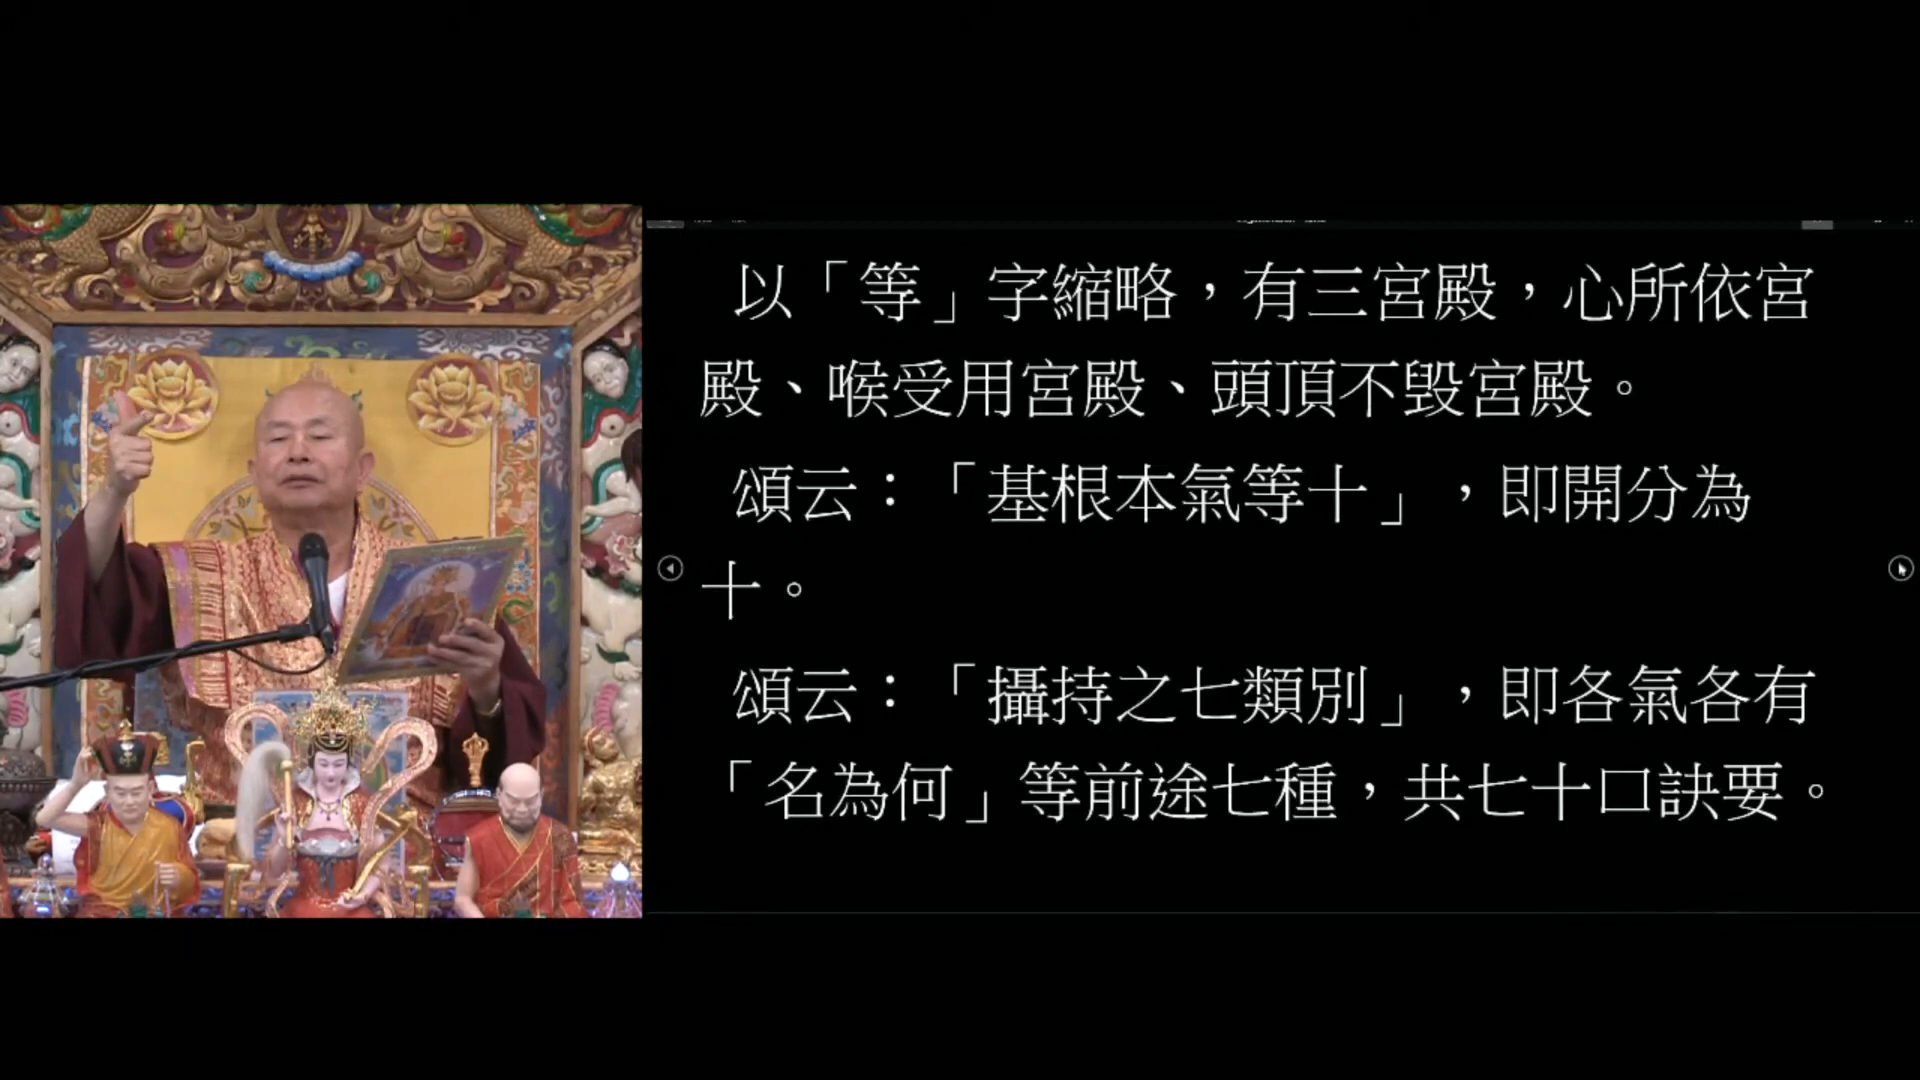 以「等」字縮略，有三宮殿，心所依宮
殿、喉受用宮殿、頭頂不毀宮殿。
頌云：「基根本氣等十」，即開分為
十。
頌云：「攝持之七類別」，即各氣各有
「名為何」等前途七種，共七十口訣要。